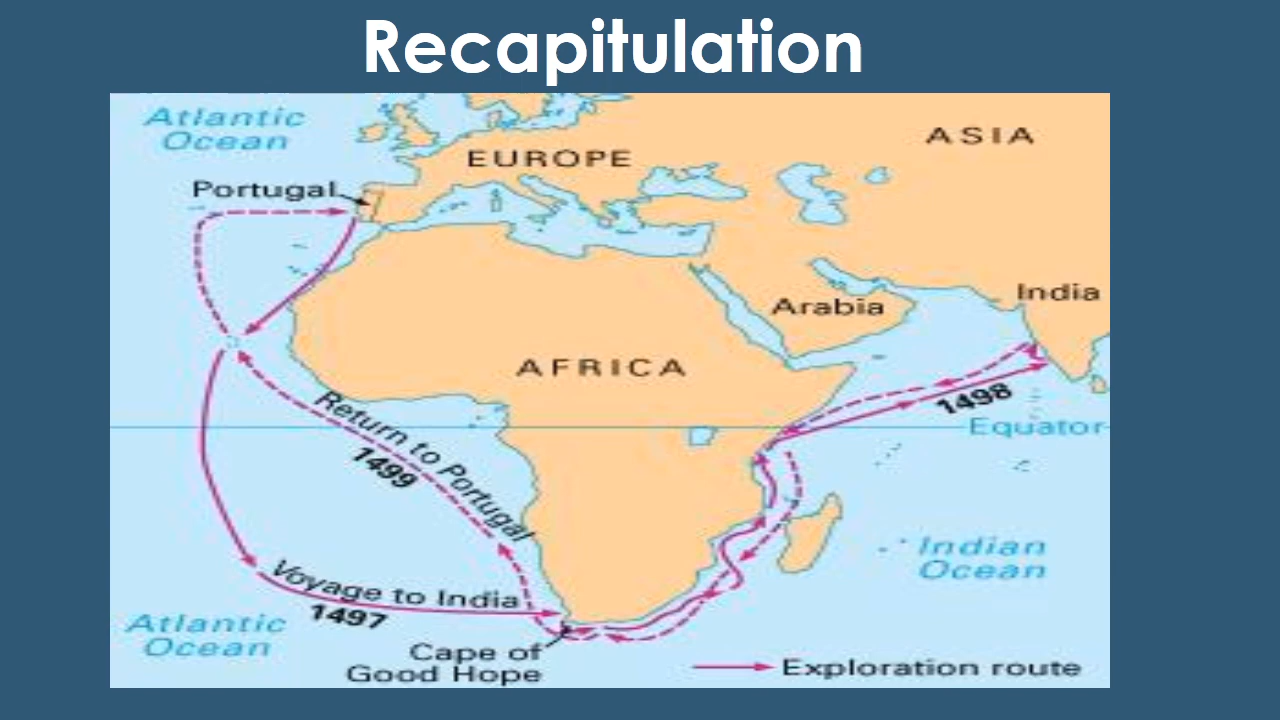 Recapitulation
Atlantic
Ocean
ASIA
EUROPE
Portugal
India
Arabia
AFRICA
1498
Return to Portugal
1499
Equator
Indian
Ocean
Voyage to India
1497
Atlantic
Ocean
Cape of
Good Hope
Exploration route